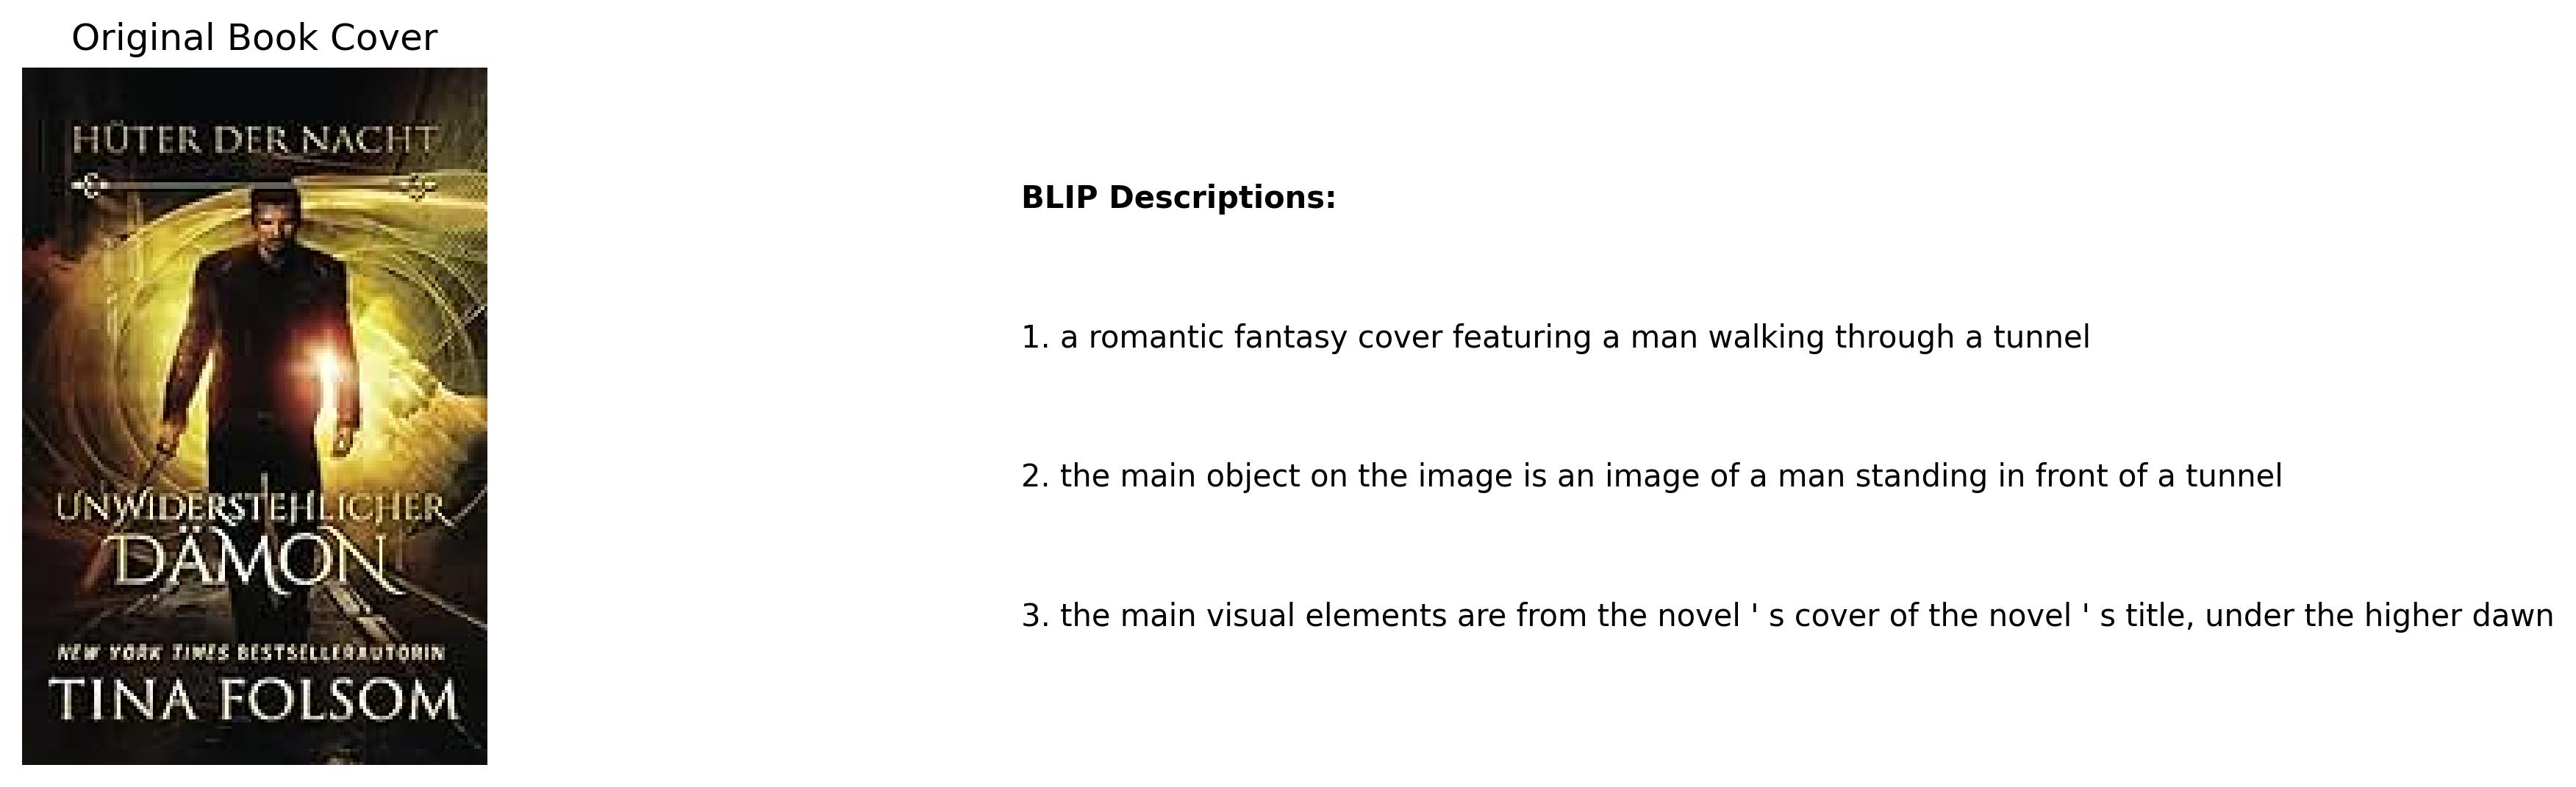 Original Book Cover
HÜTER DER NACHT
UNWIDERSTEHLICHER
DÄMON
NEW YORK TIMES BESTSELLERAUTORIN
TINA FOLSOM
BLIP Descriptions:
1. a romantic fantasy cover featuring a man walking through a tunnel
2. the main object on the image is an image of a man standing in front of a tunnel
3. the main visual elements are from the novel ' s cover of the novel ' s title, under the higher dawn